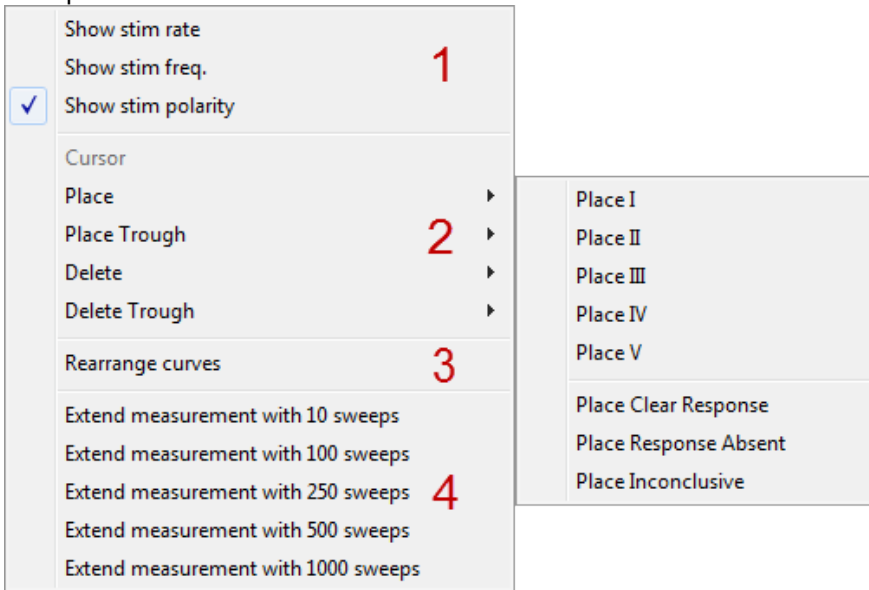 Show stim rate
Show stim freq.
1
Show stim polarity
Cursor
Place
Place Trough
2
Delete
Delete Trough
Rearrange curves
3
Extend measurement with 10 sweeps
Extend measurement with 100 sweeps
Extend measurement with 250 sweeps
4
Extend measurement with 500 sweeps
Extend measurement with 1000 sweeps
Place I
Place II
Place III
Place IV
Place V
Place Clear Response
Place Response Absent
Place Inconclusive